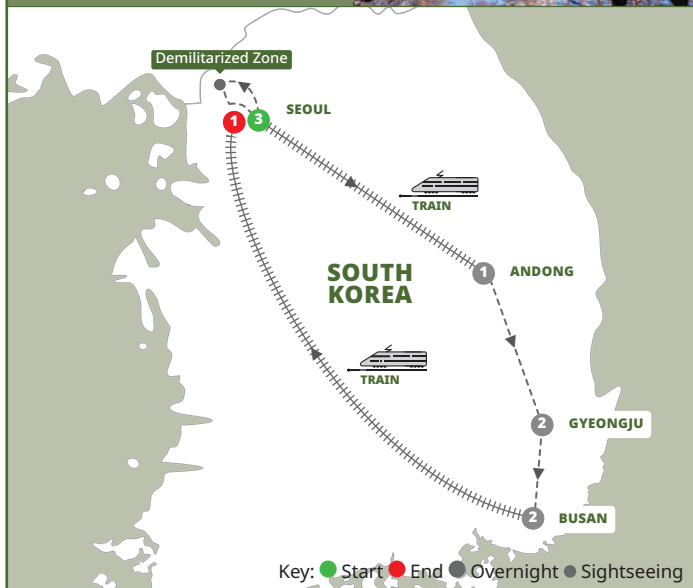 Demilitarized Zone
SEOUL
1
3
TRAIN
1
ANDONG
SOUTH
KOREA
TRAIN
2
GYEONGJU
2
BUSAN
Key: Start End Overnight Sightseeing